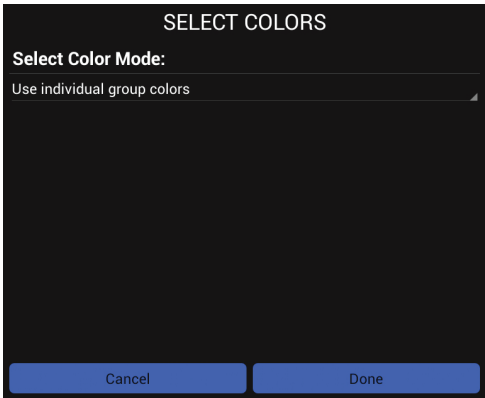 SELECT COLORS
Select Color Mode:
Use individual group colors
Cancel Done